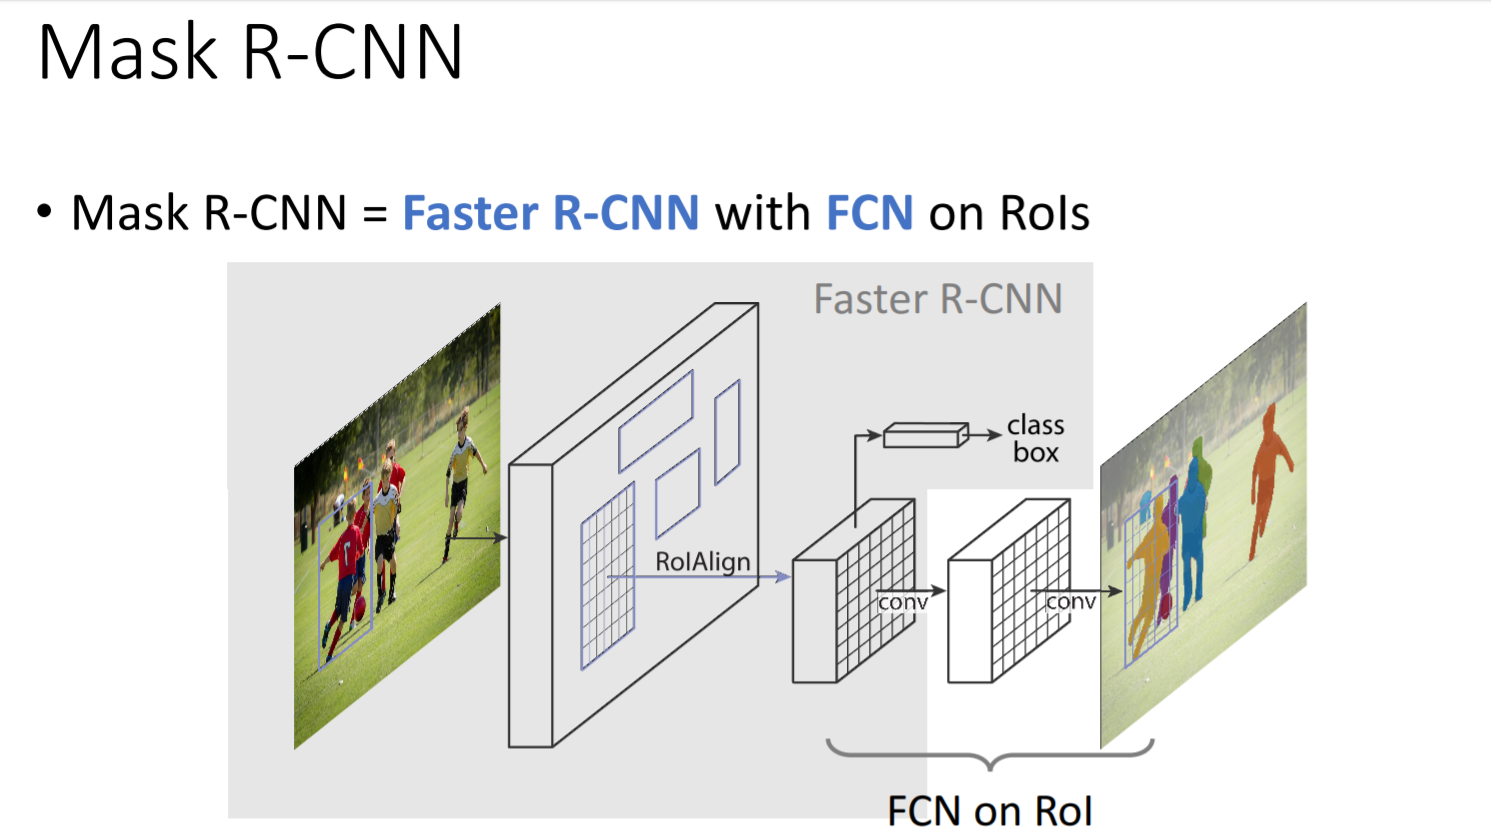 Mask R-CNN
• Mask R-CNN = Faster R-CNN with FCN on RoIs
Faster R-CNN
class
box
RoIAlign
conv
conv
FCN on RoI